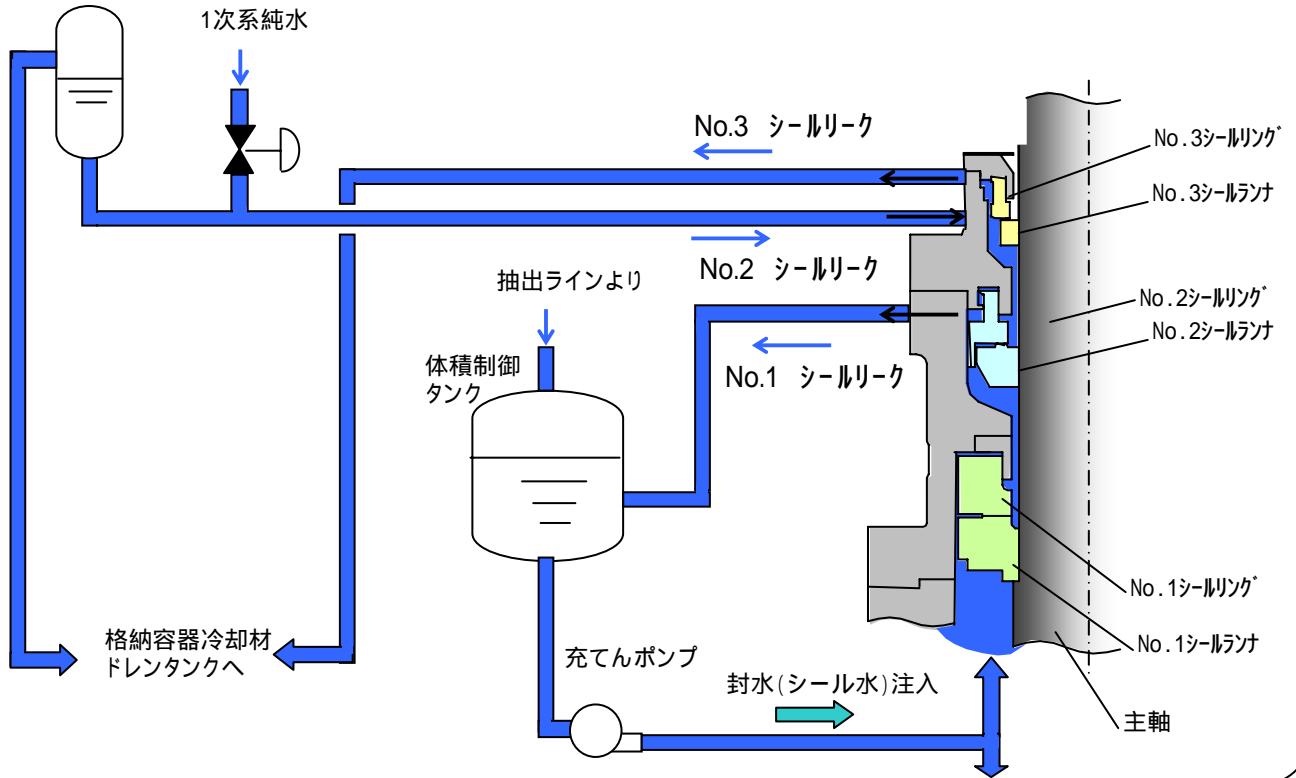 1次系純水
No.3 シールリーク
No.3シールリング
No.3シールランナ
No.2 シールリーク
抽出ラインより
No.2シールリング
No.2シールランナ
体積制御
タンク
No.1 シールリーク
No.1シールリング
No.1シールランナ
格納容器冷却材
ドレンタンクへ
充てんポンプ
封水(シール水)注入
主軸